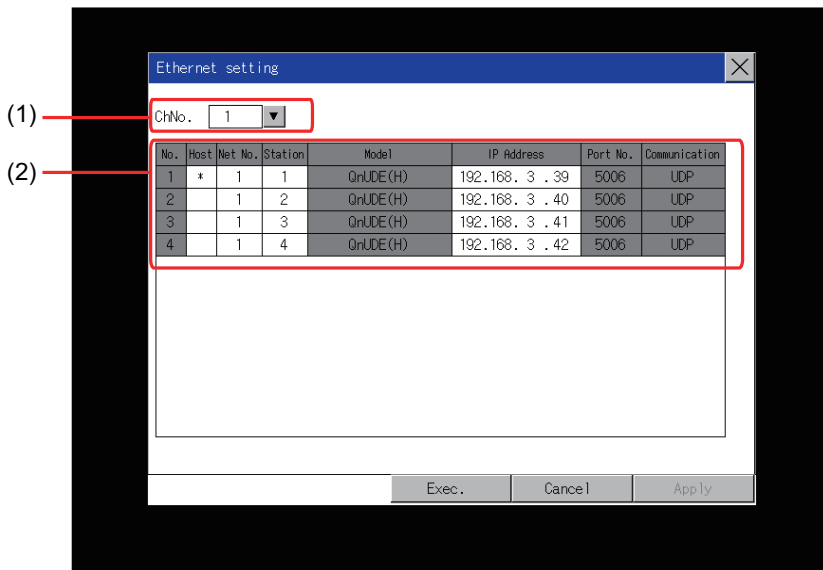 Ethernet setting
(1)
ChNo. 1 ▼
(2)
No. Host Net No. Station Model IP Address Port No. Communication
1 * 1 1 QnUDE(H) 192.168. 3 .39 5006 UDP
2 1 2 QnUDE(H) 192.168. 3 .40 5006 UDP
3 1 3 QnUDE(H) 192.168. 3 .41 5006 UDP
4 1 4 QnUDE(H) 192.168. 3 .42 5006 UDP
Exec. Cancel Apply